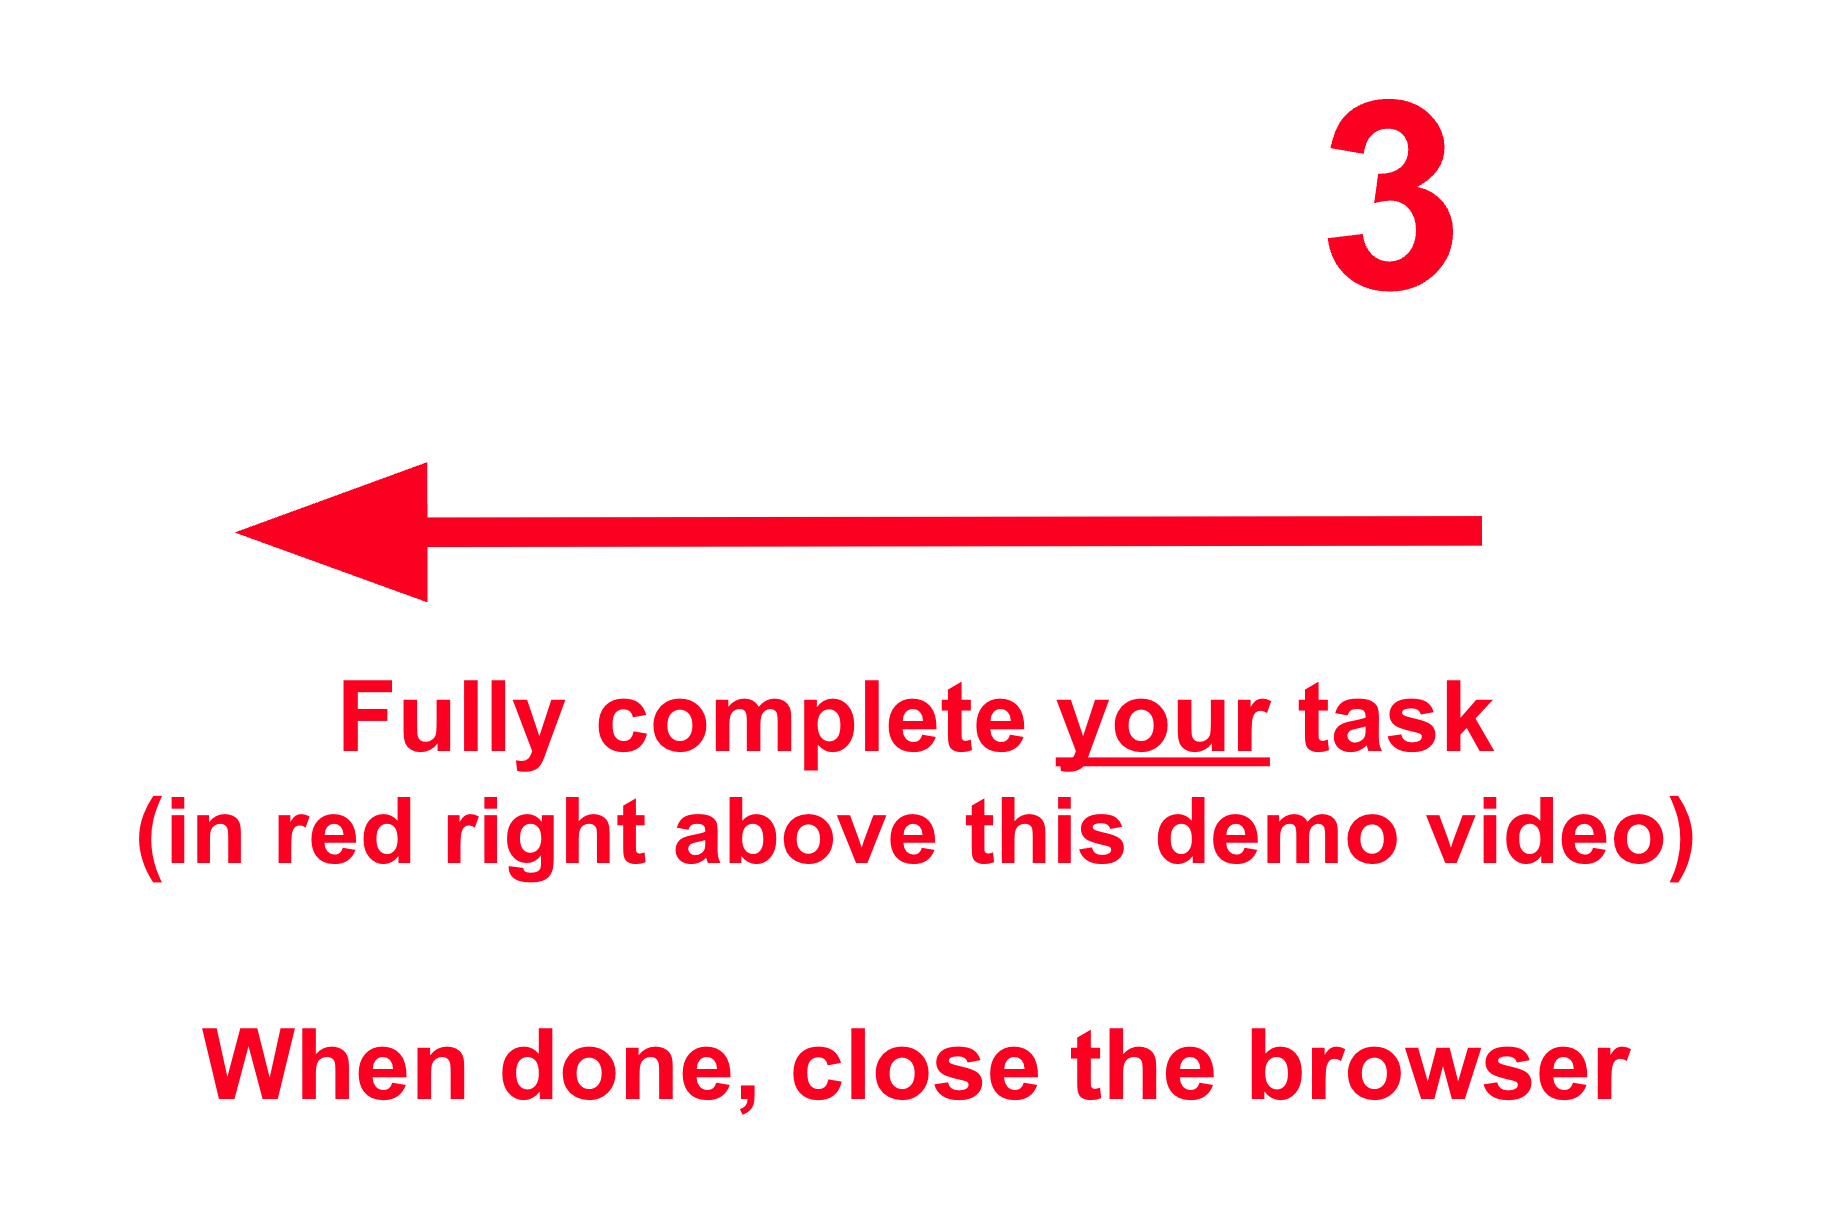 3
Fully complete your task
(in red right above this demo video)
When done, close the browser